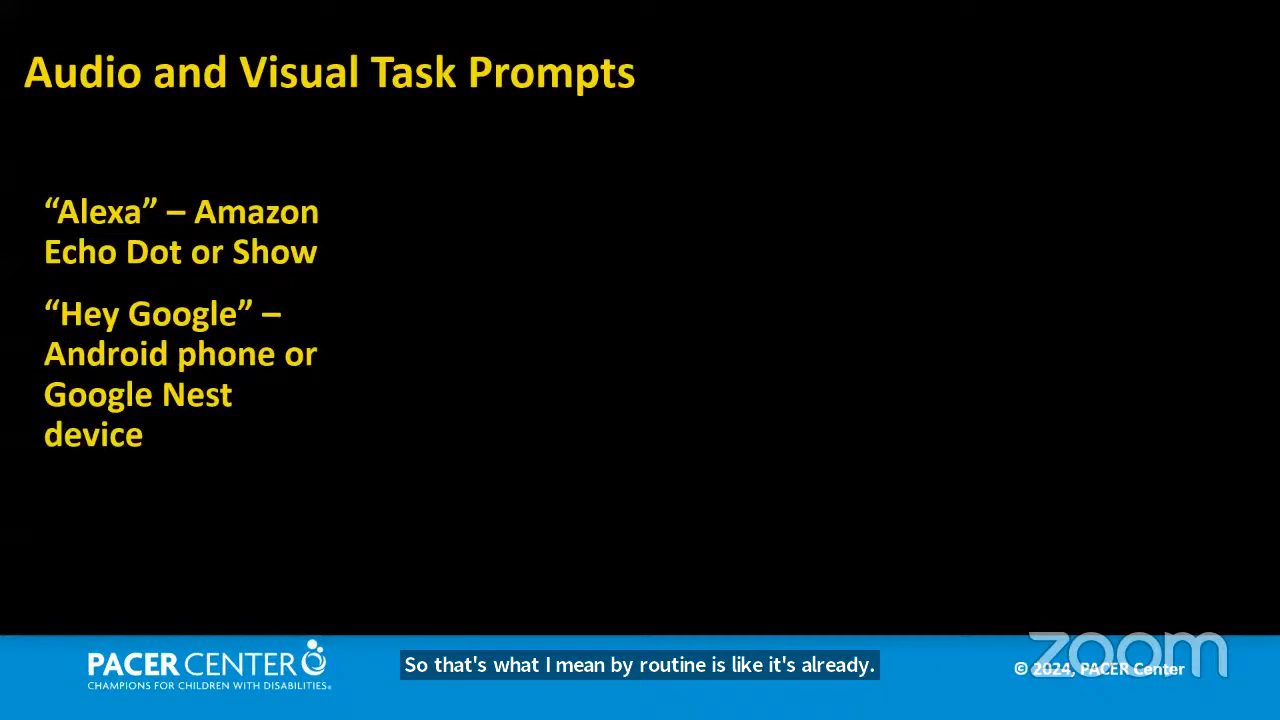 Audio and Visual Task Prompts
“Alexa” – Amazon
Echo Dot or Show
“Hey Google” –
Android phone or
Google Nest
device
PACER CENTER
CHAMPIONS FOR CHILDREN WITH DISABILITIES®
So that's what I mean by routine is like it's already.
zoom
© 2024, PACER Center